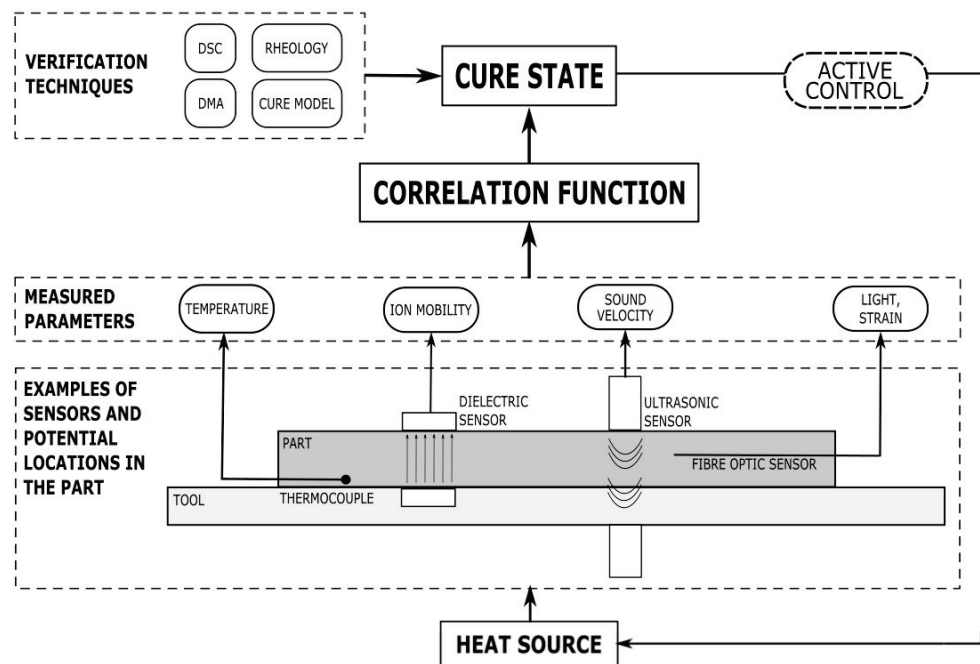 VERIFICATION
TECHNIQUES
DSC
RHEOLOGY
DMA
CURE MODEL
CURE STATE
ACTIVE
CONTROL
CORRELATION FUNCTION
MEASURED
PARAMETERS
TEMPERATURE
ION MOBILITY
SOUND
VELOCITY
LIGHT,
STRAIN
EXAMPLES OF
SENSORS AND
POTENTIAL
LOCATIONS IN
THE PART
DIELECTRIC
SENSOR
ULTRASONIC
SENSOR
PART
FIBRE OPTIC SENSOR
THERMOCOUPLE
TOOL
HEAT SOURCE